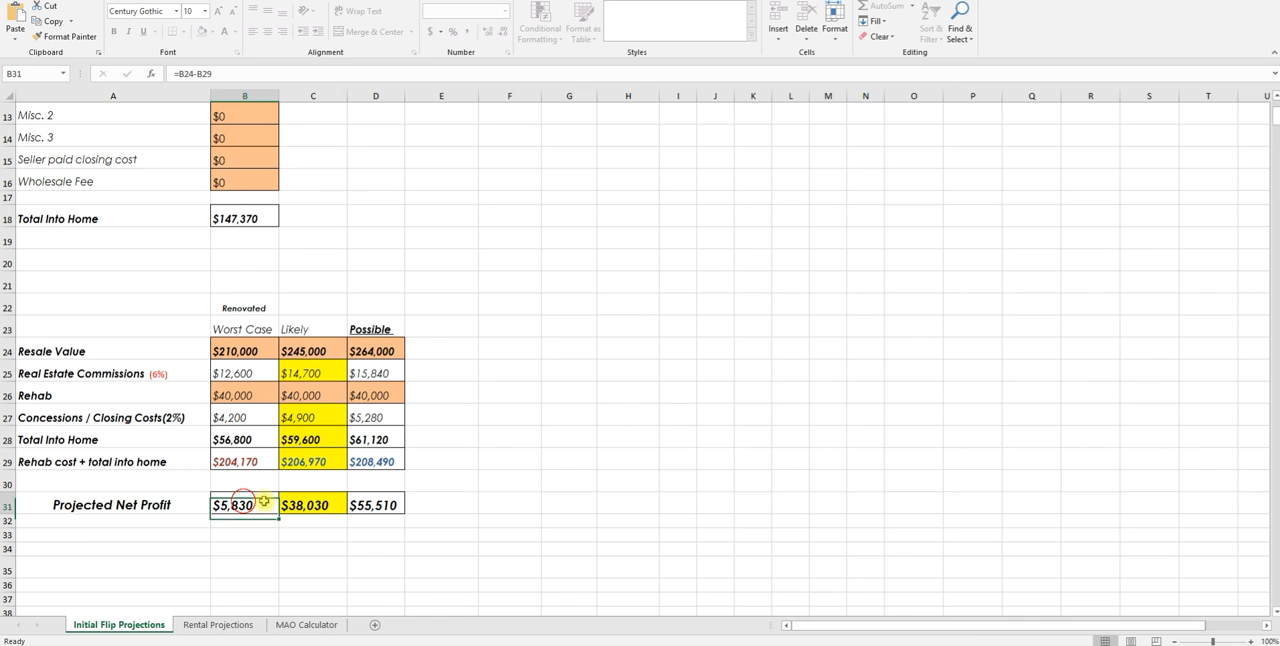 Cut
Copy
Paste
Format Painter
Clipboard
Century Gothic 10 A A
B I U A
Font
Wrap Text
Merge & Center
Alignment
$ % ,
Number
Conditional Formatting
Format as Table
Styles
Insert Delete Format
Cells
AutoSum
Fill
Clear
Sort & Filter
Find & Select
Editing
B31 fx =B24-B29
A B C D E F G H I J K L M N O P Q R S T U
13 Misc. 2 $0
14 Misc. 3 $0
15 Seller paid closing cost $0
16 Wholesale Fee $0
17
18 Total Into Home $147,370
19
20
21
22 Renovated
23 Worst Case Likely Possible
24 Resale Value $210,000 $245,000 $264,000
25 Real Estate Commissions (6%) $12,600 $14,700 $15,840
26 Rehab $40,000 $40,000 $40,000
27 Concessions / Closing Costs(2%) $4,200 $4,900 $5,280
28 Total Into Home $56,800 $59,600 $61,120
29 Rehab cost + total into home $204,170 $206,970 $208,490
30
31 Projected Net Profit $5,830 $38,030 $55,510
32
33
34
35
36
37
38
Initial Flip Projections Rental Projections MAO Calculator
Ready 100%